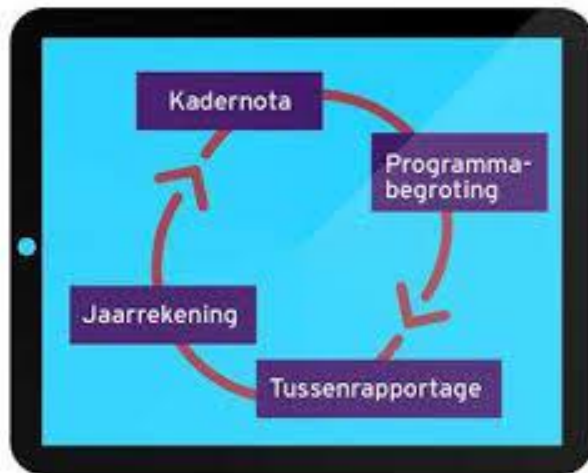 Kadernota
Programma-
begroting
Tussenrapportage
Jaarrekening